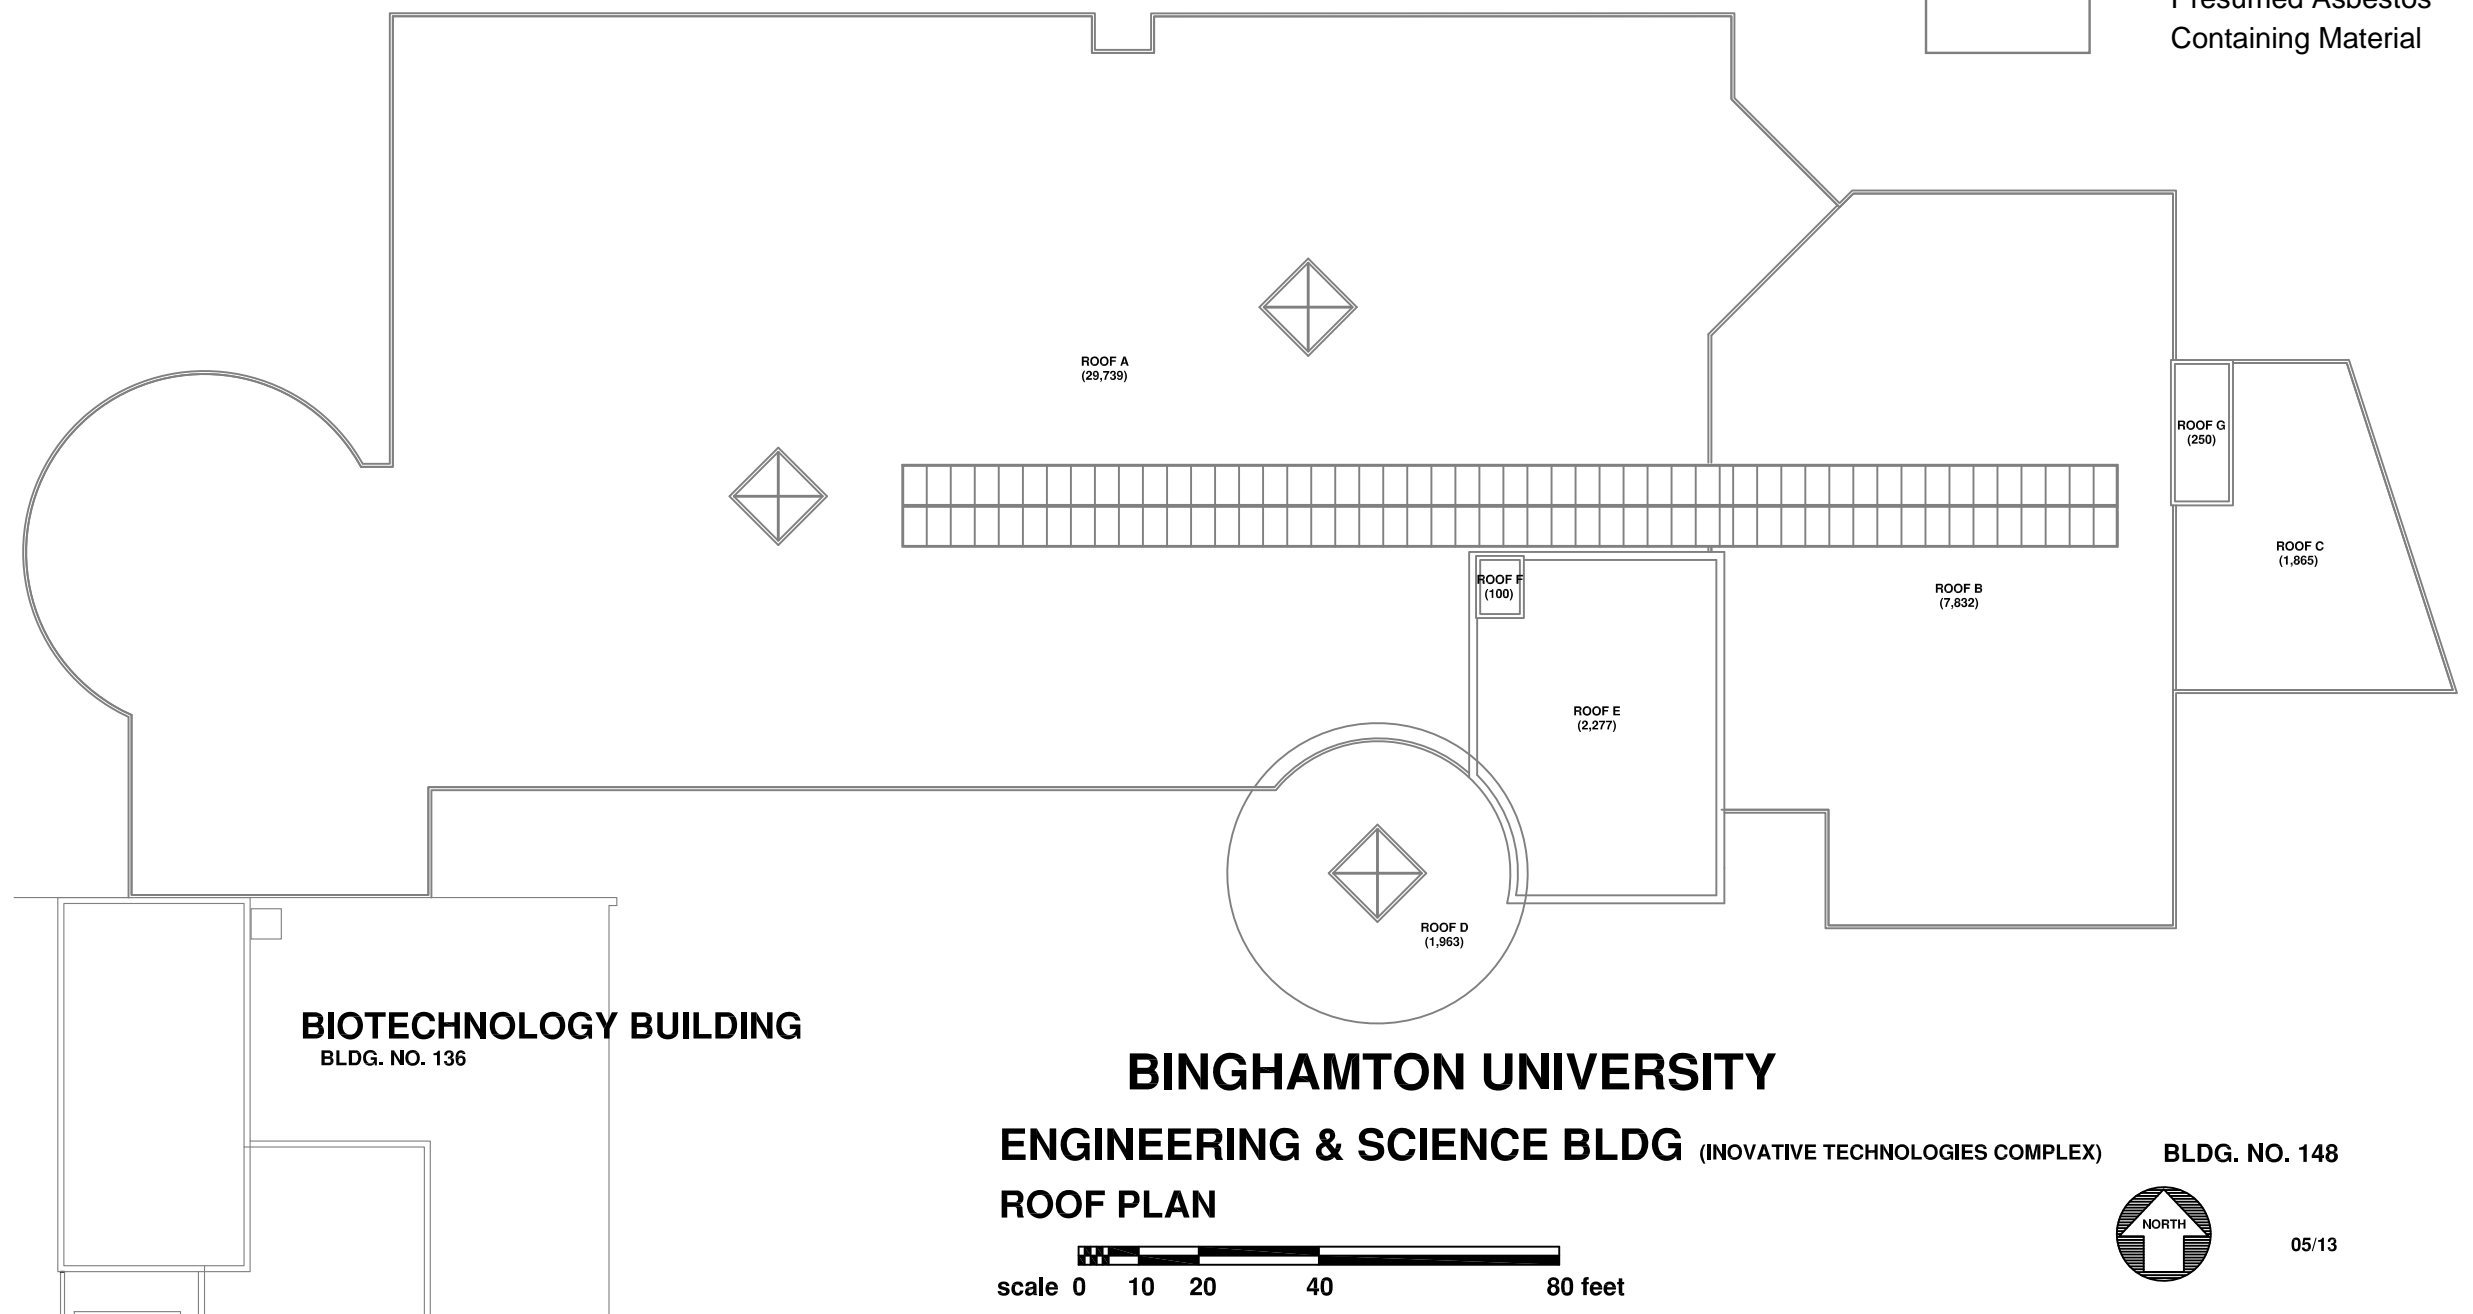 Presumed Asbestos
Containing Material
ROOF A
(29,739)
ROOF G
(250)
ROOF C
(1,865)
ROOF F
(100)
ROOF B
(7,832)
ROOF E
(2,277)
ROOF D
(1,963)
BIOTECHNOLOGY BUILDING
BLDG. NO. 136
BINGHAMTON UNIVERSITY
ENGINEERING & SCIENCE BLDG (INOVATIVE TECHNOLOGIES COMPLEX) BLDG. NO. 148
ROOF PLAN
NORTH
05/13
scale 0 10 20 40 80 feet